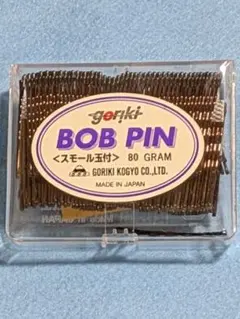 goriki
BOB PIN
<スモール玉付> 80 GRAM
GORIKI KOGYO CO.,LTD.
MADE IN JAPAN